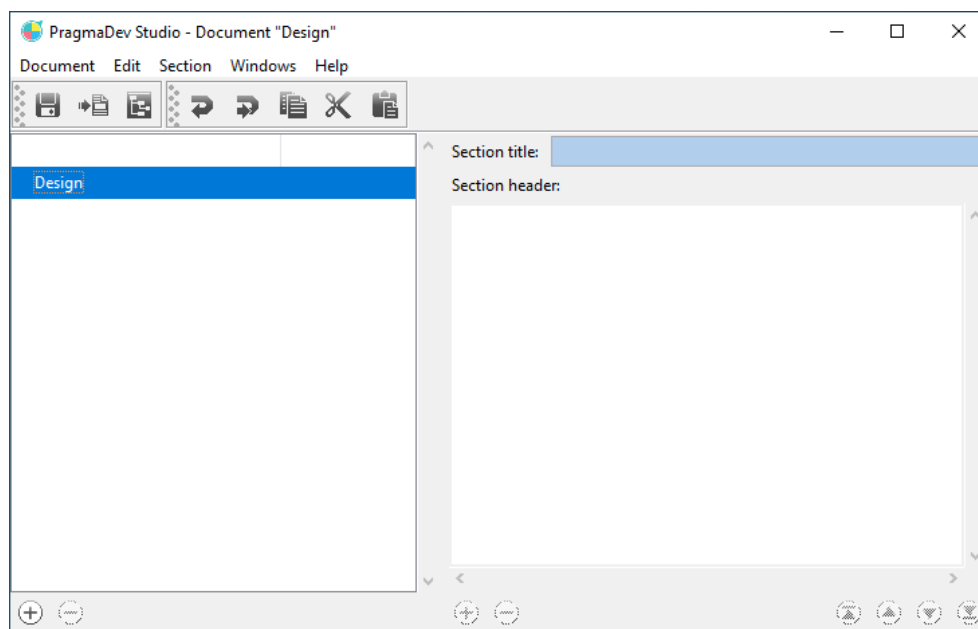 PragmaDev Studio - Document "Design"
Document Edit Section Windows Help
Section title:
Design
Section header: